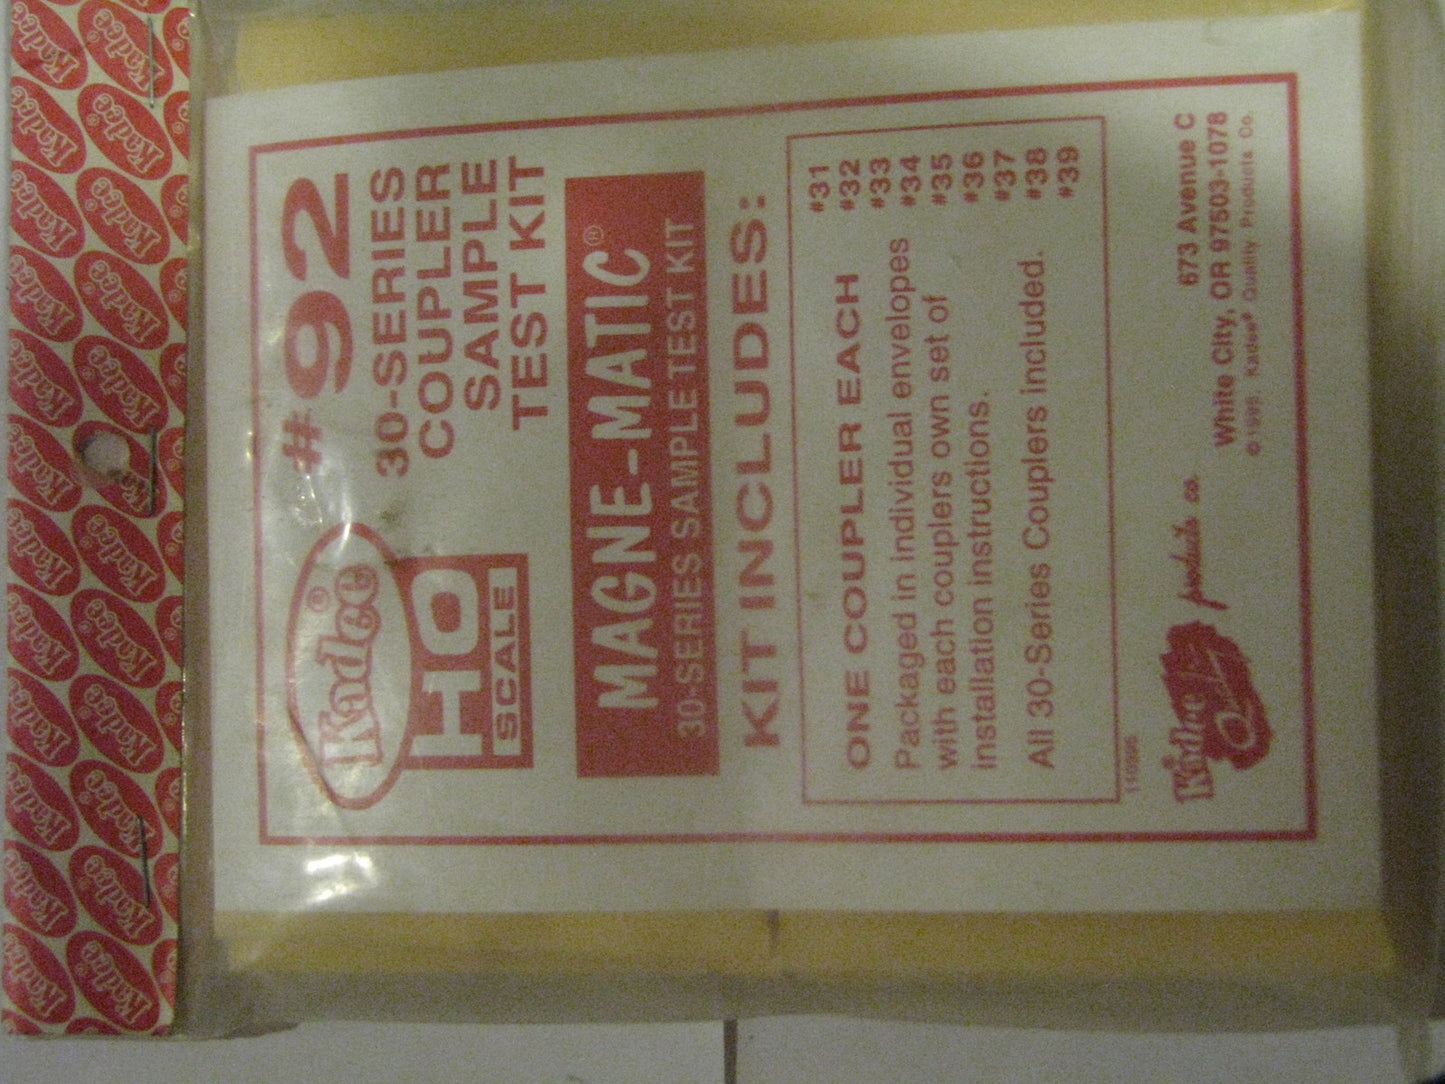 Kadee®
HO
SCALE
#92
30-SERIES
COUPLER
SAMPLE
TEST KIT
MAGNE-MATIC®
30-SERIES SAMPLE TEST KIT
KIT INCLUDES:
ONE COUPLER EACH
Packaged in individual envelopes
with each couplers own set of
installation instructions.
All 30-Series Couplers included.
#31
#32
#33
#34
#35
#36
#37
#38
#39
Kadee
Quality
products co.
673 Avenue C
White City, OR 97503-1078
© 1995, Kadee® Quality Products Co.